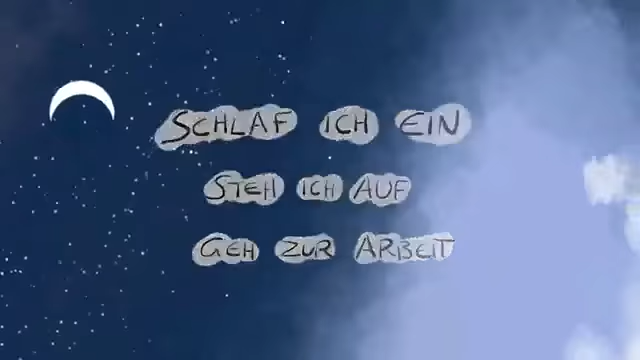 SCHLAF ICH EIN
STEH ICH AUF
GEH ZUR ARBEIT